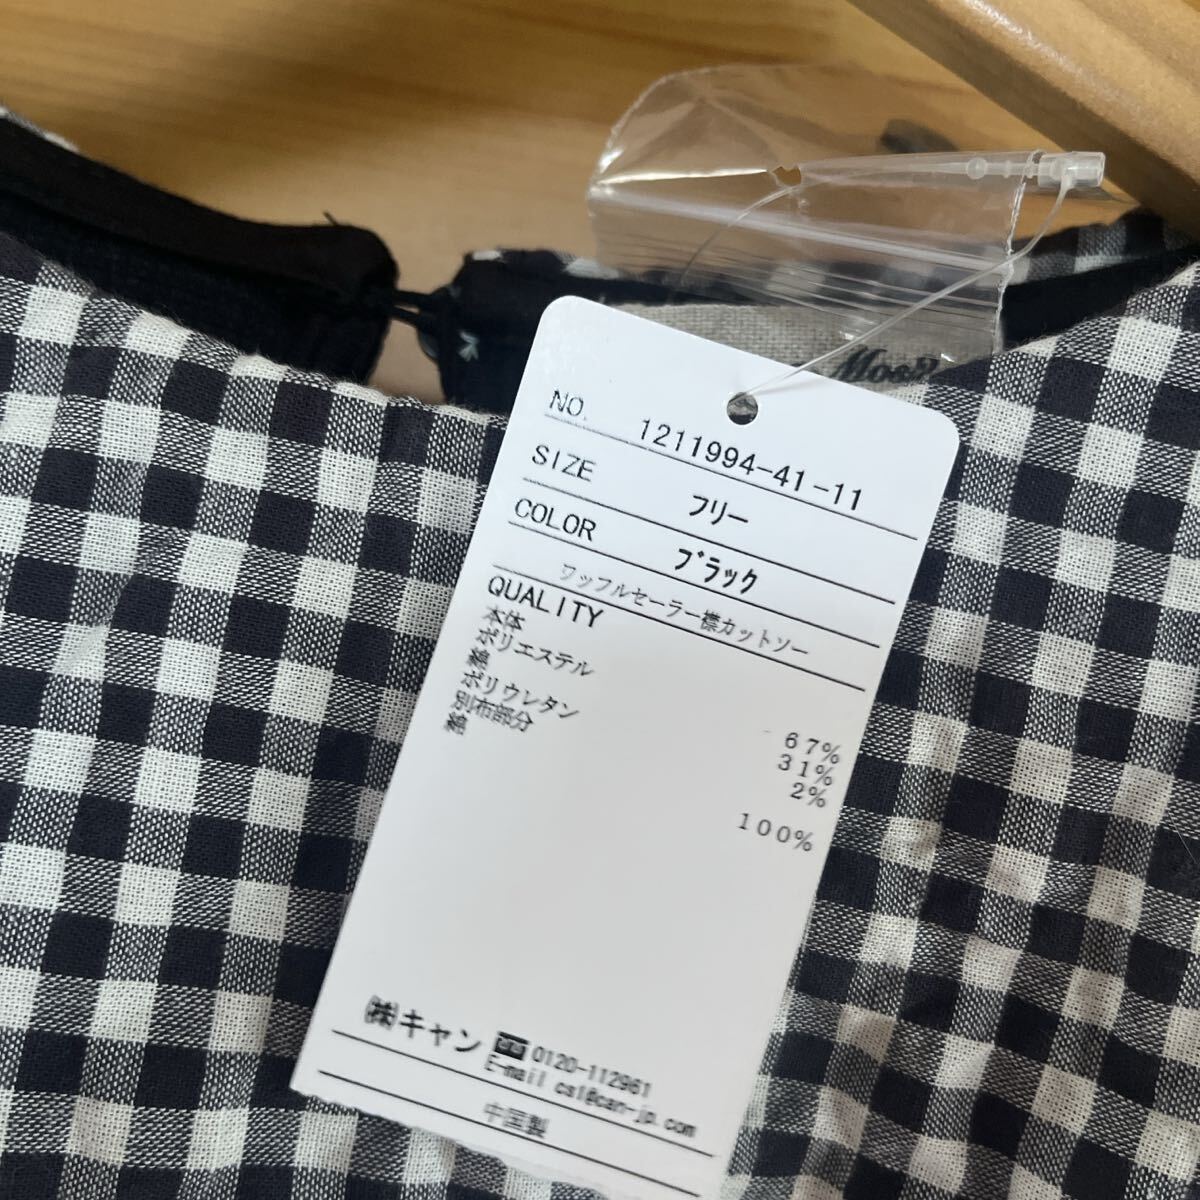 NO. 1211994-41-11
SIZE フリー
COLOR ブラック
ワッフルセーラー襟カットソー
QUALITY
本体
ポリエステル 67%
綿 31%
ポリウレタン 2%
別布部分
綿 100%
㈱キャン 0120-112961
E-mail cs1@can-jp.com
中国製